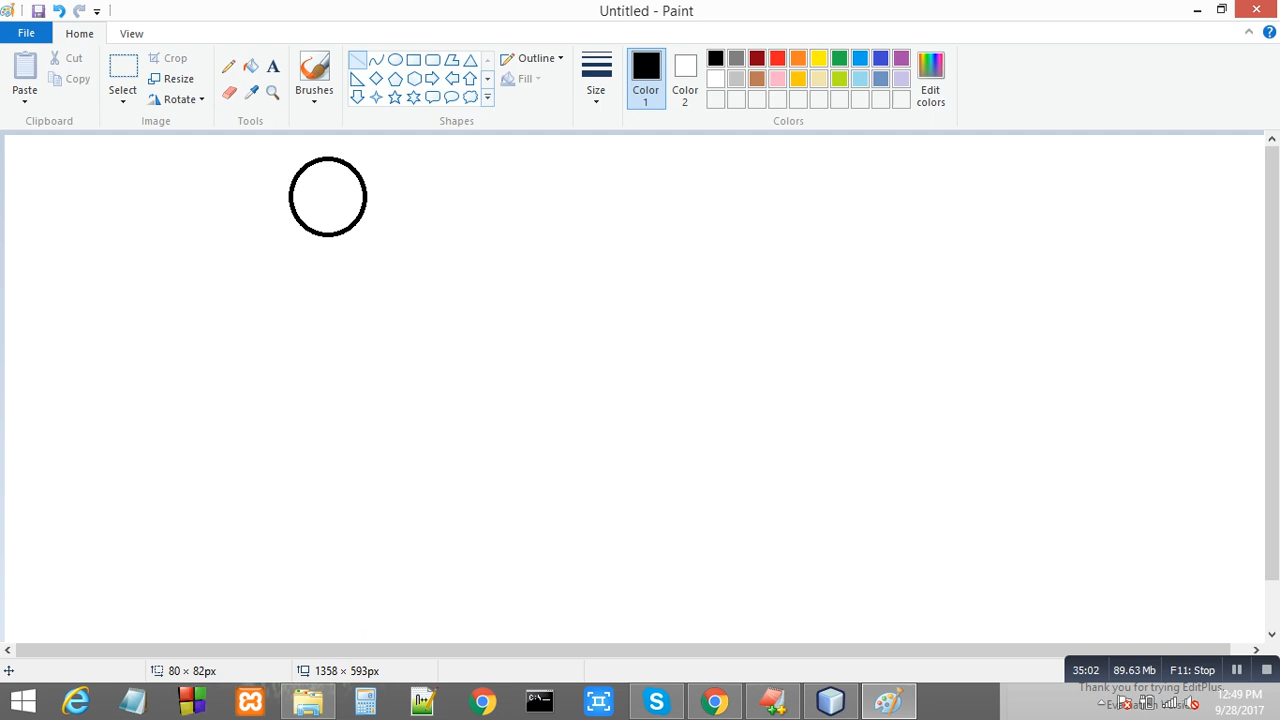 Untitled - Paint
File Home View
Paste
Cut
Copy
Clipboard
Select
Crop
Resize
Rotate
Image
Tools
Brushes
Outline
Fill
Shapes
Size
Color
1
Color
2
Edit
colors
Colors
80 × 82px
1358 × 593px
35:02 89.63 Mb F11: Stop
Thank you for trying EditPlus
12:49 PM
9/28/2017